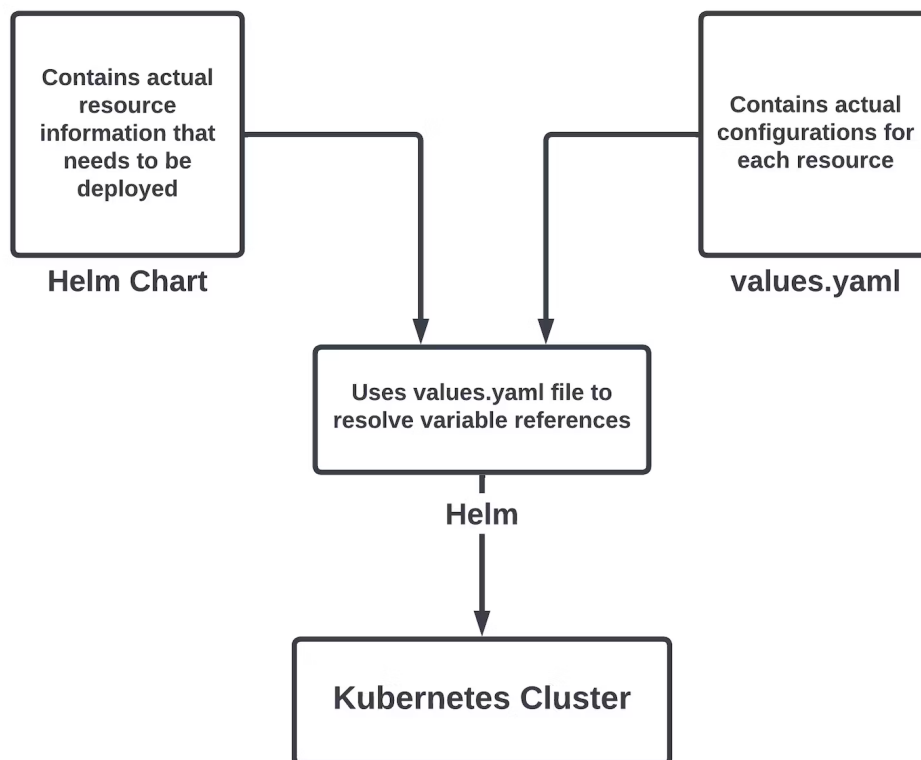 Contains actual
resource
information that
needs to be
deployed
Helm Chart
Contains actual
configurations for
each resource
values.yaml
Uses values.yaml file to
resolve variable references
Helm
Kubernetes Cluster